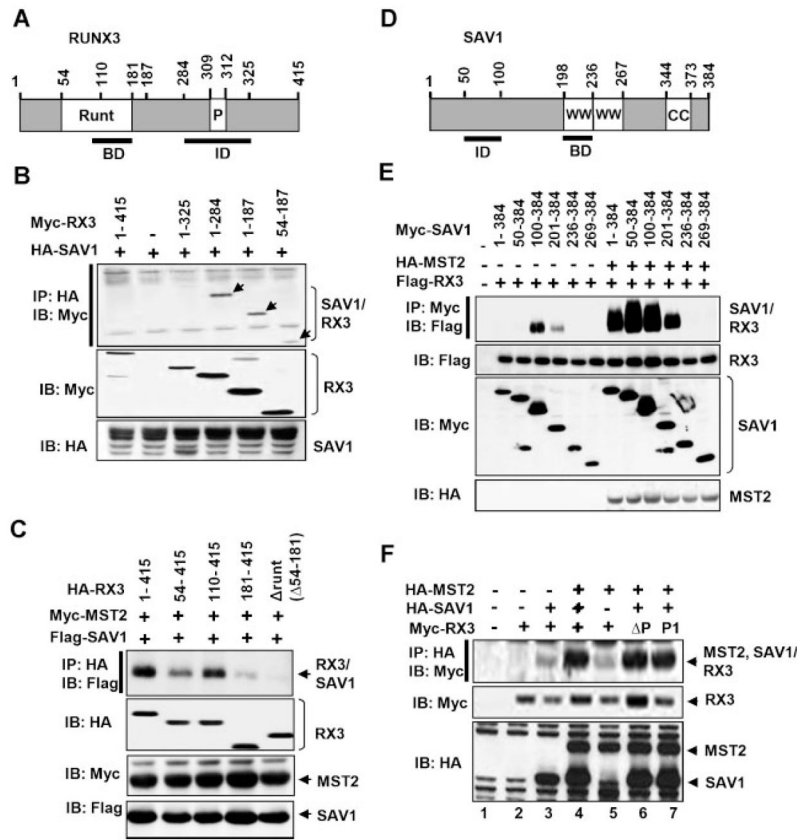 A
RUNX3
1 54 110 181 187 284 309 312 325 415
Runt P
BD ID
B
Myc-RX3 1-415 - 1-325 1-284 1-187 54-187
HA-SAV1 + + + + + +
IP: HA
IB: Myc
SAV1/
RX3
IB: Myc RX3
IB: HA SAV1
C
HA-RX3 1-415 54-415 110-415 181-415 Δrunt (Δ54-181)
Myc-MST2 + + + + +
Flag-SAV1 + + + + +
IP: HA
IB: Flag
RX3/
SAV1
IB: HA RX3
IB: Myc MST2
IB: Flag SAV1
D
SAV1
1 50 100 198 236 267 344 373 384
WW WW CC
ID BD
E
Myc-SAV1 - 1-384 50-384 100-384 201-384 236-384 269-384 1-384 50-384 100-384 201-384 236-384 269-384
HA-MST2 - - - - - - - + + + + + +
Flag-RX3 - + + + + + + + + + + + +
IP: Myc
IB: Flag
SAV1/
RX3
IB: Flag RX3
IB: Myc SAV1
IB: HA MST2
F
HA-MST2 - - - + + + +
HA-SAV1 - - + + - + +
Myc-RX3 - + + + + ΔP P1
IP: HA
IB: Myc
MST2, SAV1/
RX3
IB: Myc RX3
IB: HA MST2
SAV1
1 2 3 4 5 6 7